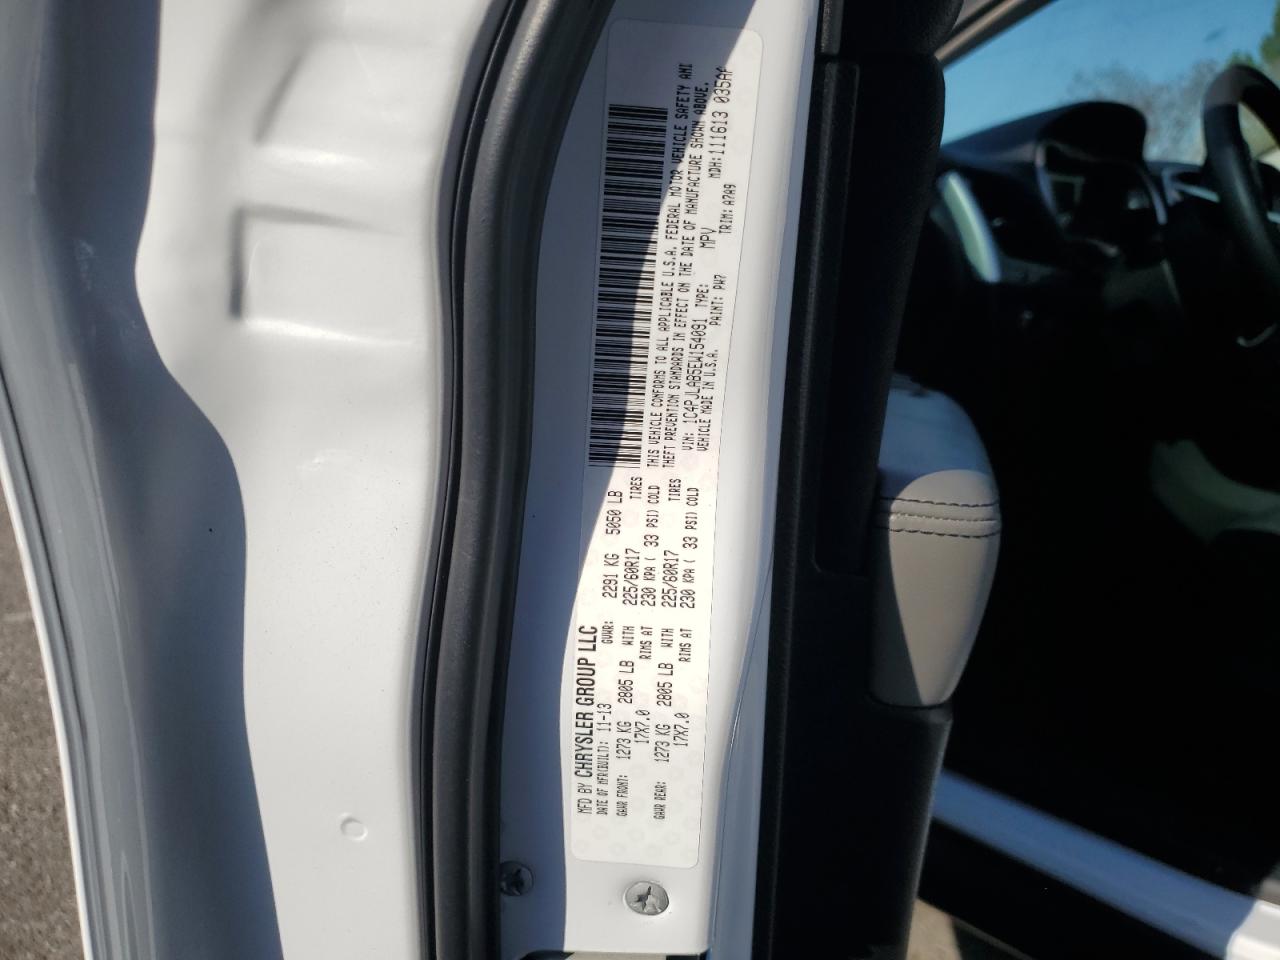 MFD BY CHRYSLER GROUP LLC
DATE OF MFR(BUILT): 11-13 GVWR: 2291 KG 5050 LB
GAWR FRONT: 1273 KG 2805 LB WITH 225/60R17 TIRES
17X7.0 RIMS AT 230 KPA ( 33 PSI) COLD
GAWR REAR: 1273 KG 2805 LB WITH 225/60R17 TIRES
17X7.0 RIMS AT 230 KPA ( 33 PSI) COLD
THIS VEHICLE CONFORMS TO ALL APPLICABLE U.S.A. FEDERAL MOTOR VEHICLE SAFETY AND
THEFT PREVENTION STANDARDS IN EFFECT ON THE DATE OF MANUFACTURE SHOWN ABOVE.
VIN: 1C4PJLAB5EW154091 TYPE: MPV MDH:111613 035AA
VEHICLE MADE IN U.S.A. PAINT: PW7 TRIM: A7A9